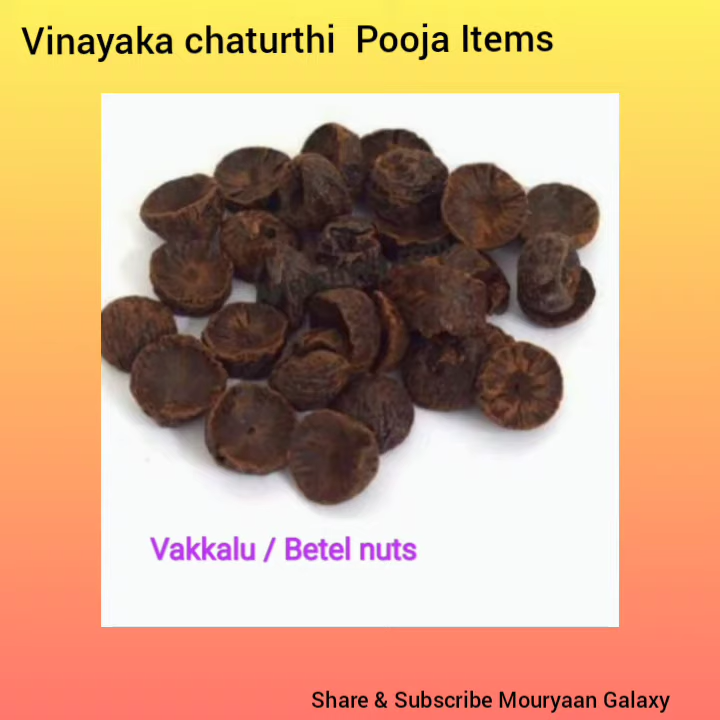 Vinayaka chaturthi Pooja Items
Vakkalu / Betel nuts
Share & Subscribe Mouryaan Galaxy